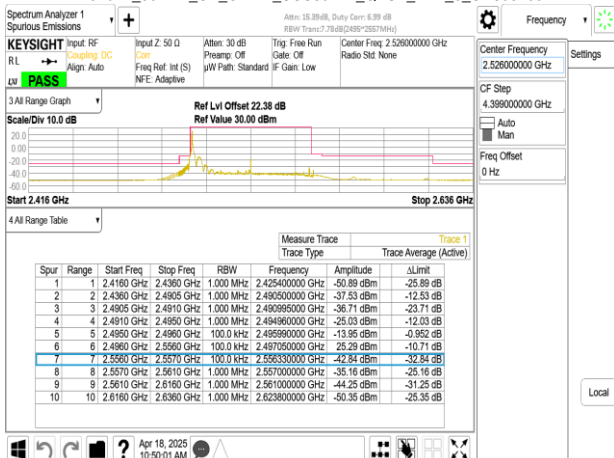 Spectrum Analyzer 1
Spurious Emissions
Attn: 15.39dB, Duty Corr: 6.99 dB
RBW Trans:7.78dB(2495~2557MHz)
Frequency
KEYSIGHT Input: RF Input Z: 50 Ω Atten: 30 dB Trig: Free Run Center Freq: 2.526000000 GHz
RL Coupling: DC Corr Preamp: Off Gate: Off Radio Std: None
Align: Auto Freq Ref: Int (S) µW Path: Standard IF Gain: Low
PASS NFE: Adaptive
Center Frequency
2.526000000 GHz
Settings
CF Step
4.399000000 GHz
Auto
Man
Freq Offset
0 Hz
3 All Range Graph
Scale/Div 10.0 dB
Ref Lvl Offset 22.38 dB
Ref Value 30.00 dBm
20.0
0.00
-20.0
-40.0
-60.0
Start 2.416 GHz Stop 2.636 GHz
4 All Range Table
Measure Trace Trace 1
Trace Type Trace Average (Active)
Spur Range Start Freq Stop Freq RBW Frequency Amplitude ΔLimit
1 1 2.4160 GHz 2.4360 GHz 1.000 MHz 2.425400000 GHz -50.89 dBm -25.89 dB
2 2 2.4360 GHz 2.4905 GHz 1.000 MHz 2.490500000 GHz -37.53 dBm -12.53 dB
3 3 2.4905 GHz 2.4910 GHz 1.000 MHz 2.490995000 GHz -36.71 dBm -23.71 dB
4 4 2.4910 GHz 2.4950 GHz 1.000 MHz 2.494960000 GHz -25.03 dBm -12.03 dB
5 5 2.4950 GHz 2.4960 GHz 100.0 kHz 2.495990000 GHz -13.95 dBm -0.952 dB
6 6 2.4960 GHz 2.5560 GHz 100.0 kHz 2.497050000 GHz 25.29 dBm -10.71 dB
7 7 2.5560 GHz 2.5570 GHz 100.0 kHz 2.556330000 GHz -42.84 dBm -32.84 dB
8 8 2.5570 GHz 2.5610 GHz 1.000 MHz 2.557000000 GHz -35.16 dBm -25.16 dB
9 9 2.5610 GHz 2.6160 GHz 1.000 MHz 2.561000000 GHz -44.25 dBm -31.25 dB
10 10 2.6160 GHz 2.6360 GHz 1.000 MHz 2.623800000 GHz -50.35 dBm -25.35 dB
Local
Apr 18, 2025
10:50:01 AM